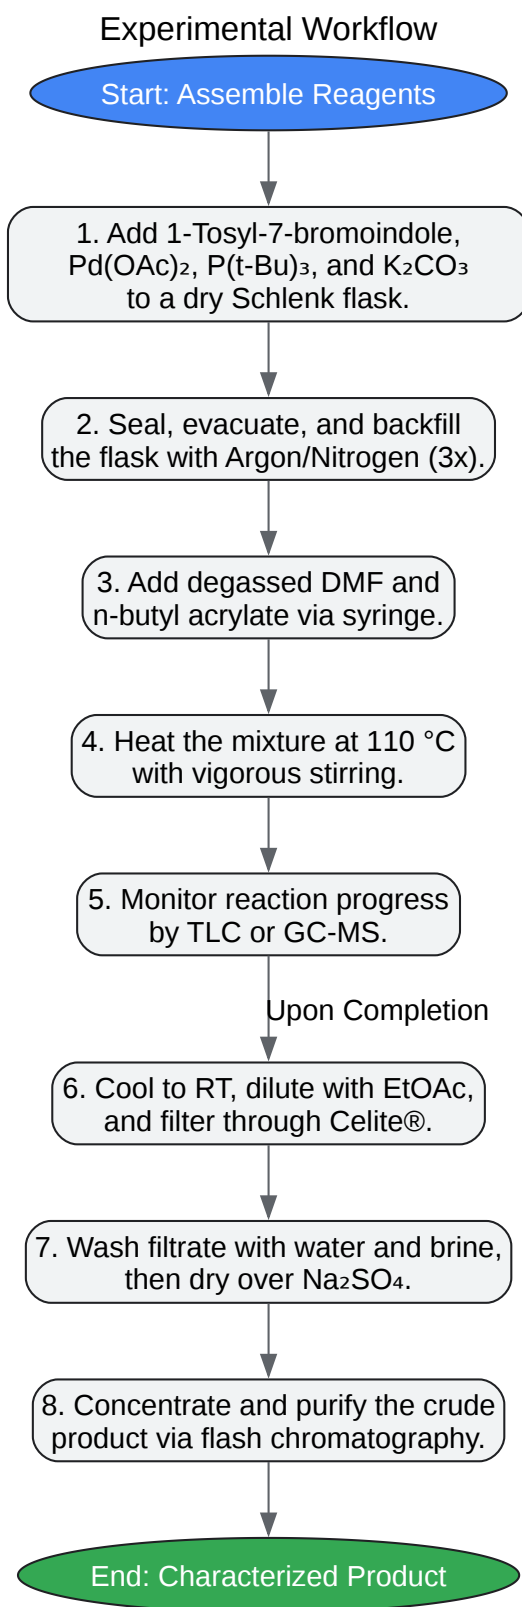 Experimental Workflow
Start: Assemble Reagents
1. Add 1-Tosyl-7-bromoindole,
Pd(OAc)₂, P(t-Bu)₃, and K₂CO₃
to a dry Schlenk flask.
2. Seal, evacuate, and backfill
the flask with Argon/Nitrogen (3x).
3. Add degassed DMF and
n-butyl acrylate via syringe.
4. Heat the mixture at 110 °C
with vigorous stirring.
5. Monitor reaction progress
by TLC or GC-MS.
Upon Completion
6. Cool to RT, dilute with EtOAc,
and filter through Celite®.
7. Wash filtrate with water and brine,
then dry over Na₂SO₄.
8. Concentrate and purify the crude
product via flash chromatography.
End: Characterized Product